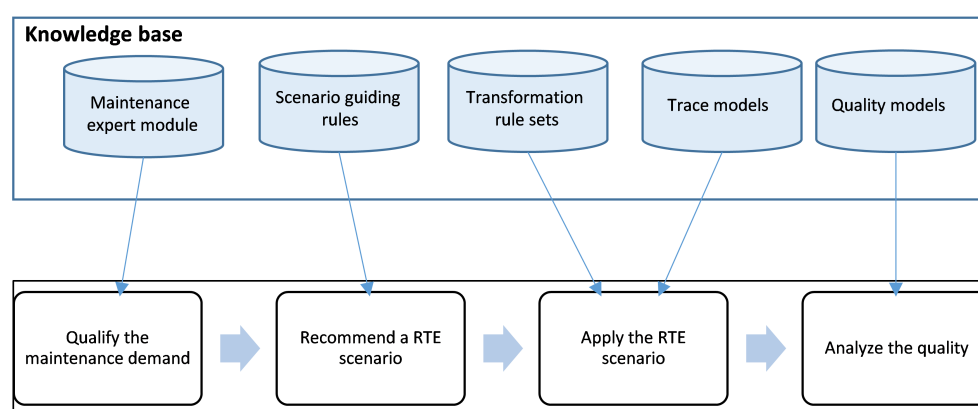 Knowledge base
Maintenance
expert module
Scenario guiding
rules
Transformation
rule sets
Trace models
Quality models
Qualify the
maintenance demand
Recommend a RTE
scenario
Apply the RTE
scenario
Analyze the quality